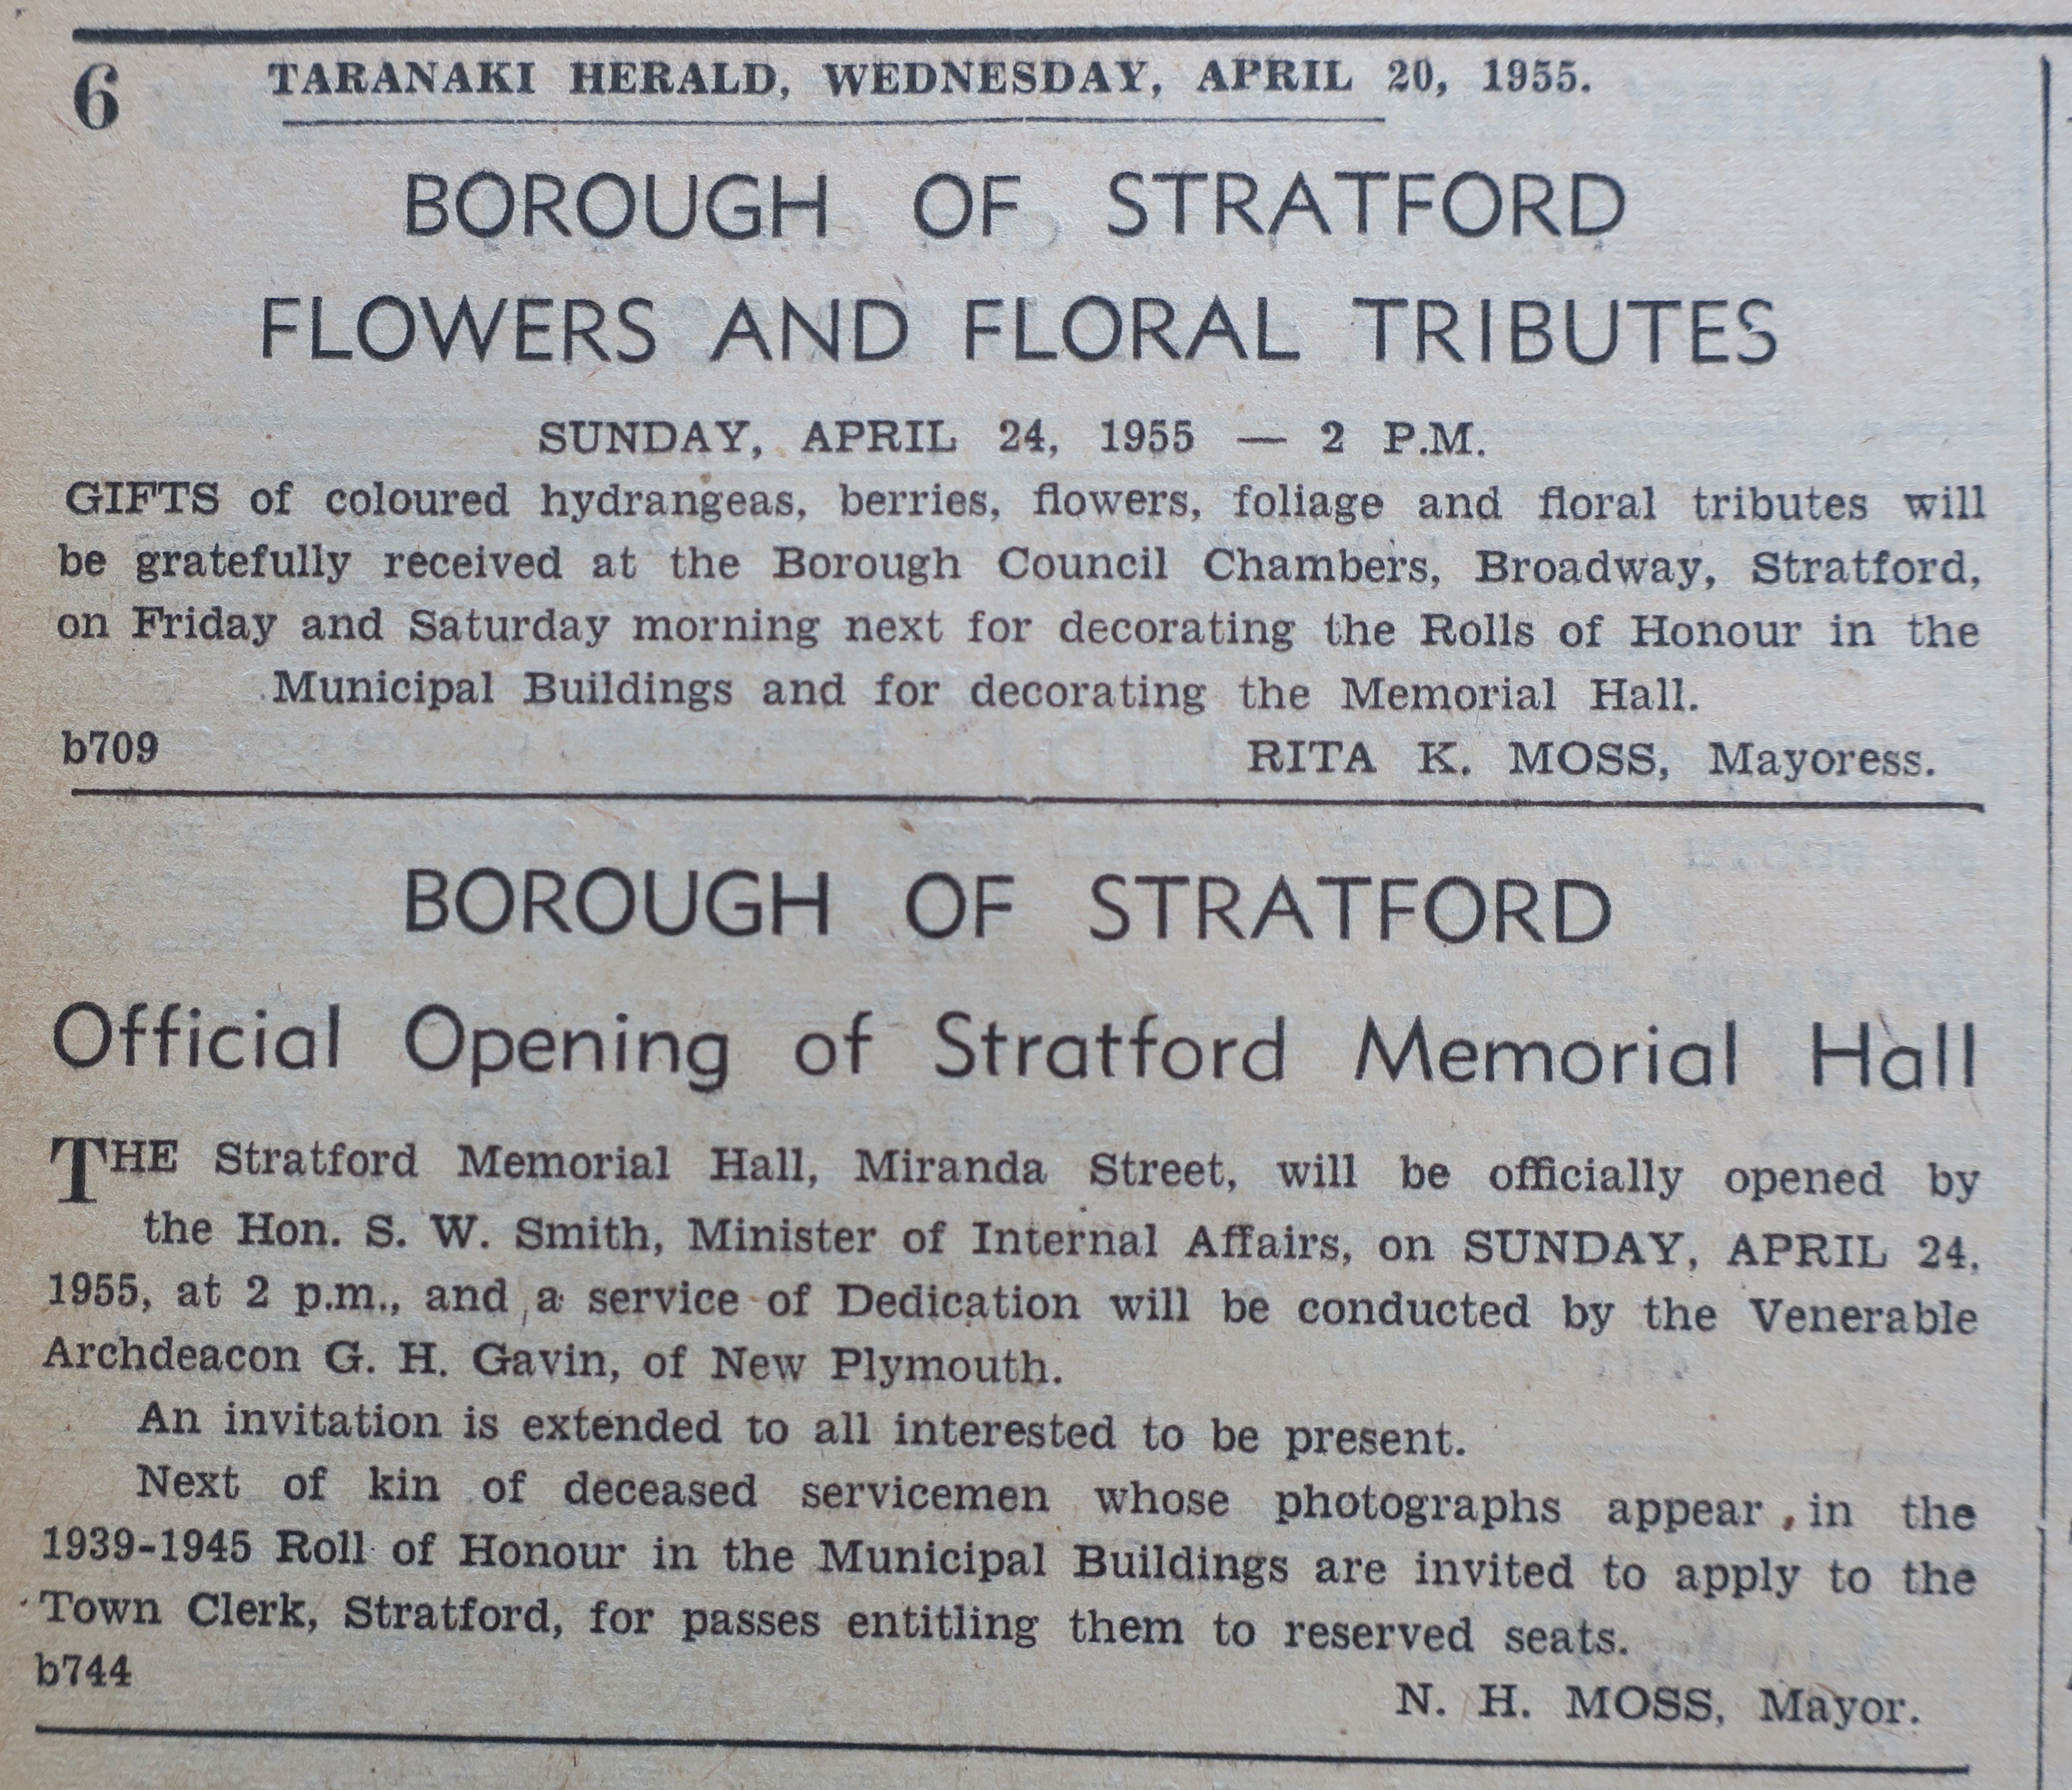 6 TARANAKI HERALD, WEDNESDAY, APRIL 20, 1955.
BOROUGH OF STRATFORD
FLOWERS AND FLORAL TRIBUTES
SUNDAY, APRIL 24, 1955 — 2 P.M.
GIFTS of coloured hydrangeas, berries, flowers, foliage and floral tributes will
be gratefully received at the Borough Council Chambers, Broadway, Stratford,
on Friday and Saturday morning next for decorating the Rolls of Honour in the
Municipal Buildings and for decorating the Memorial Hall.
b709 RITA K. MOSS, Mayoress.
BOROUGH OF STRATFORD
Official Opening of Stratford Memorial Hall
THE Stratford Memorial Hall, Miranda Street, will be officially opened by
the Hon. S. W. Smith, Minister of Internal Affairs, on SUNDAY, APRIL 24,
1955, at 2 p.m., and a service of Dedication will be conducted by the Venerable
Archdeacon G. H. Gavin, of New Plymouth.
An invitation is extended to all interested to be present.
Next of kin of deceased servicemen whose photographs appear in the
1939-1945 Roll of Honour in the Municipal Buildings are invited to apply to the
Town Clerk, Stratford, for passes entitling them to reserved seats.
b744 N. H. MOSS, Mayor.